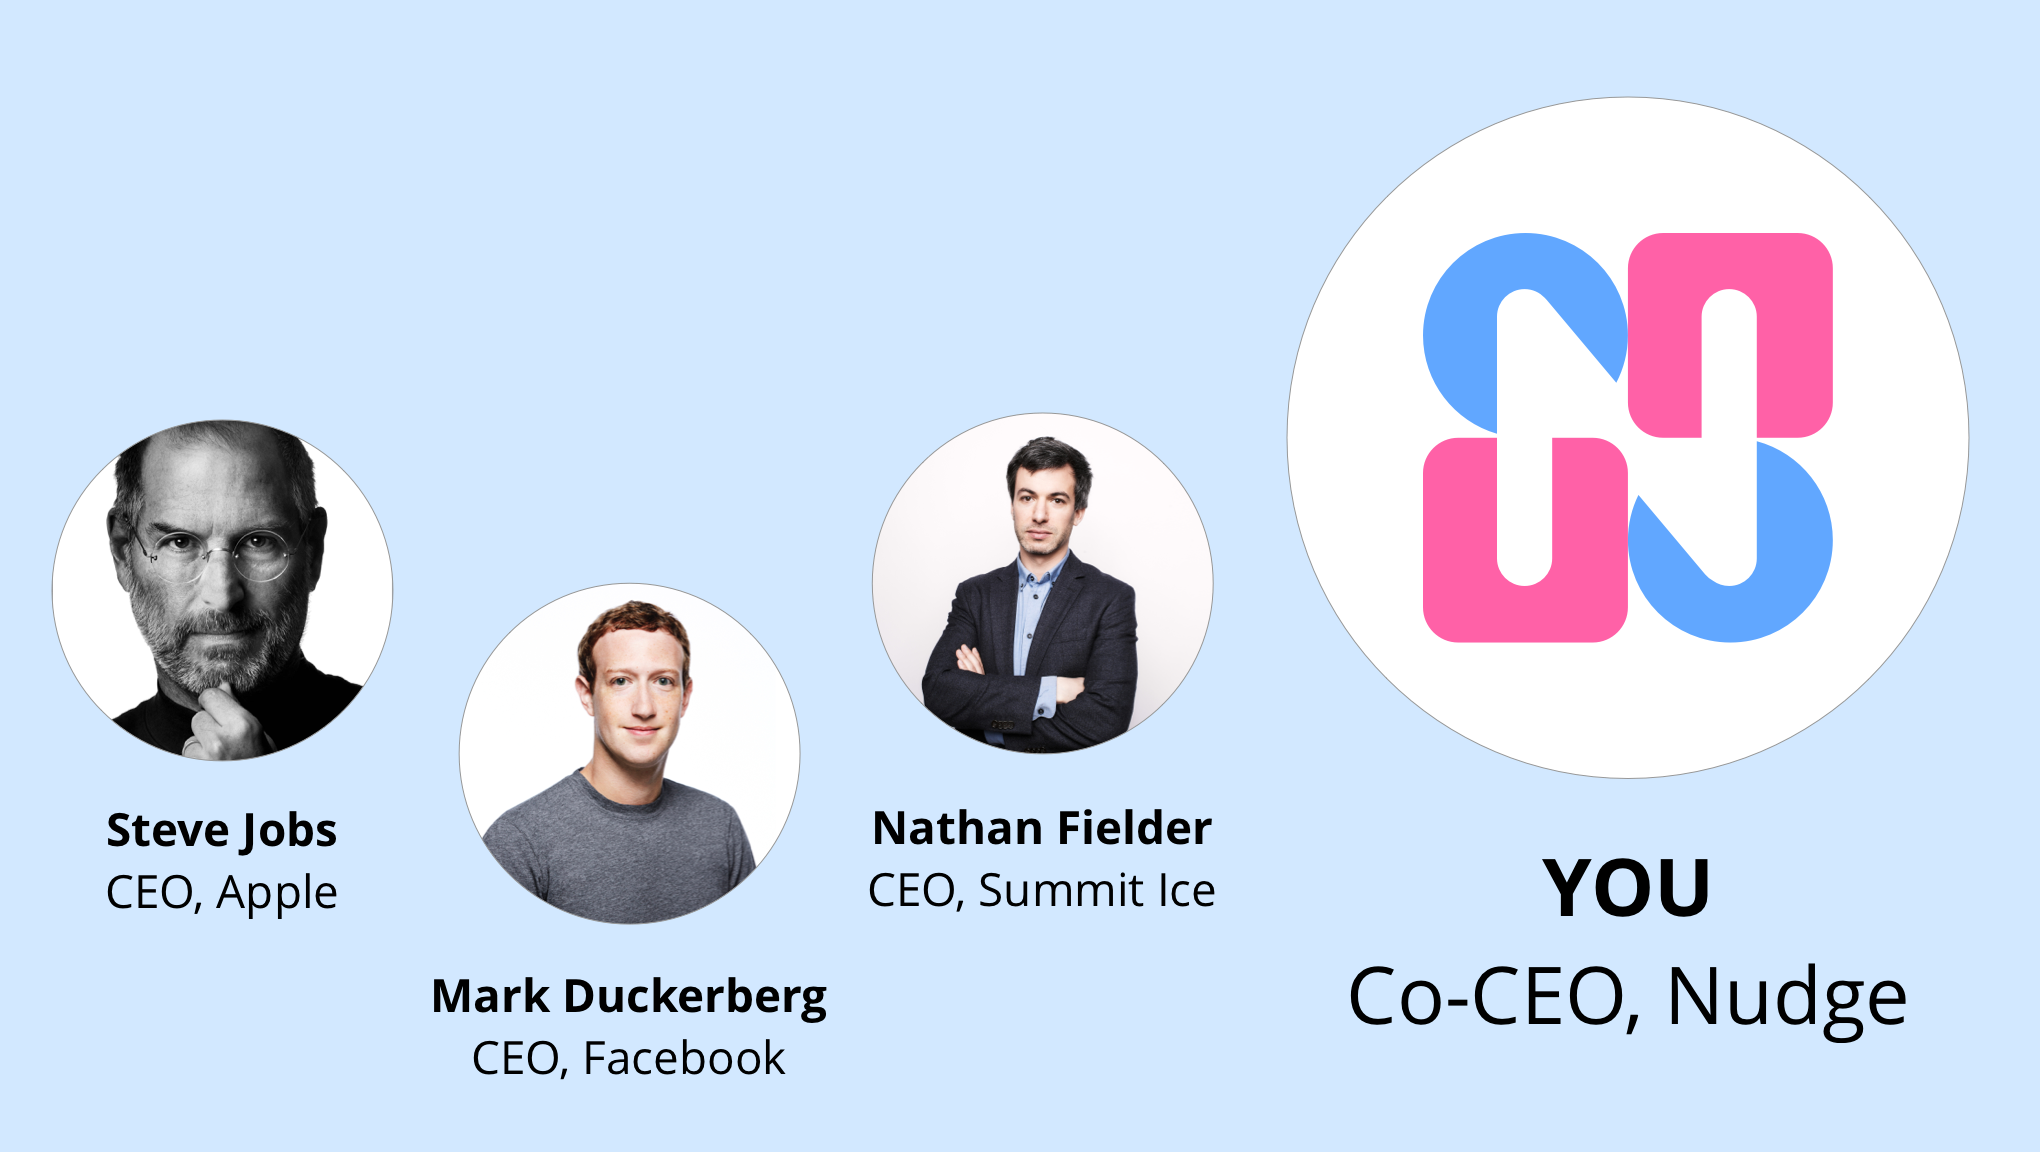 Steve Jobs
CEO, Apple
Mark Duckerberg
CEO, Facebook
Nathan Fielder
CEO, Summit Ice
YOU
Co-CEO, Nudge